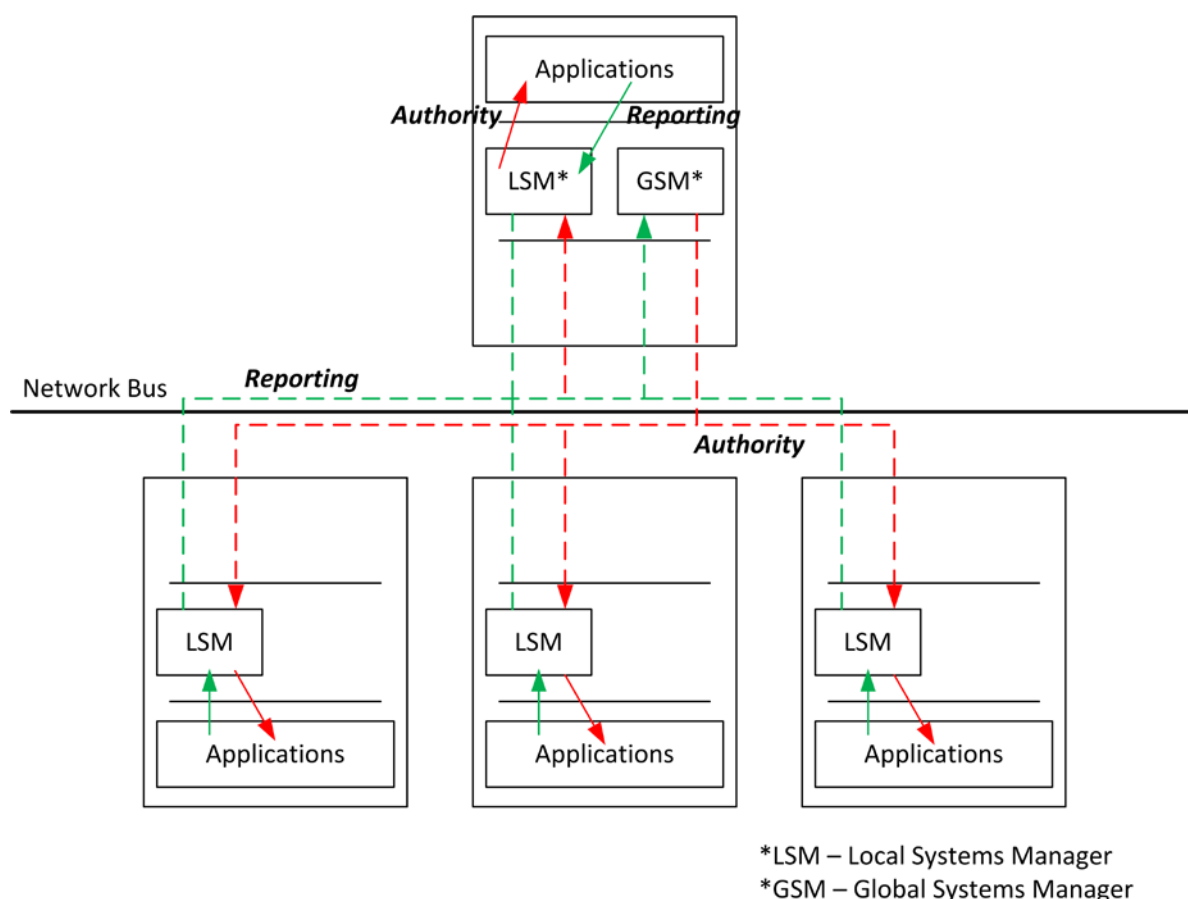 Applications
Authority
Reporting
LSM*
GSM*
Network Bus
Reporting
Authority
LSM
LSM
LSM
Applications
Applications
Applications
*LSM – Local Systems Manager
*GSM – Global Systems Manager